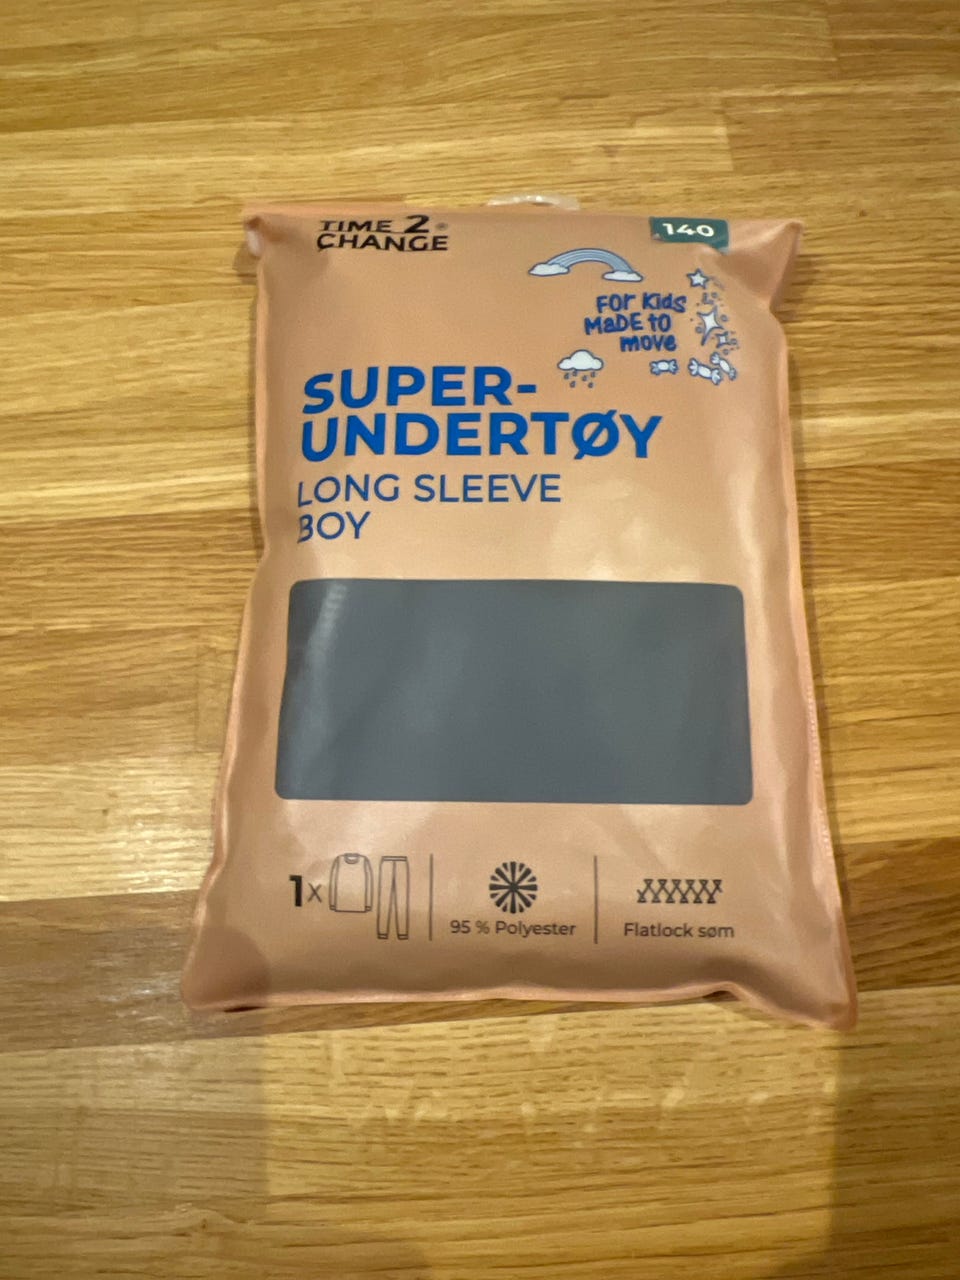 TIME 2 ®
CHANGE
140
FOR KidS
MaDE to
move
SUPER-
UNDERTØY
LONG SLEEVE
BOY
1x
95 % Polyester
Flatlock søm